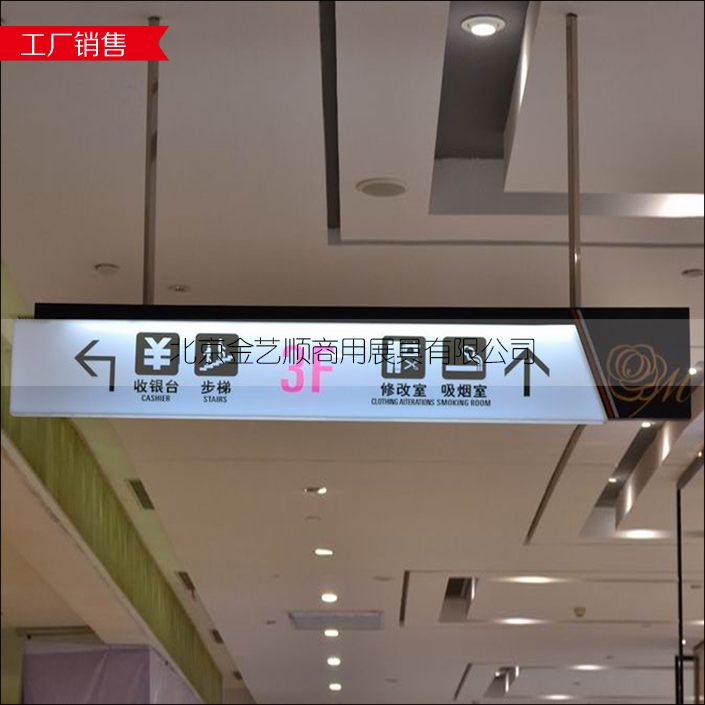 工厂销售
北京金艺顺商用展具有限公司
收银台 步梯 3F 修改室 吸烟室
CASHIER STAIRS CLOTHING AITERATIONS SMOKING ROOM
M